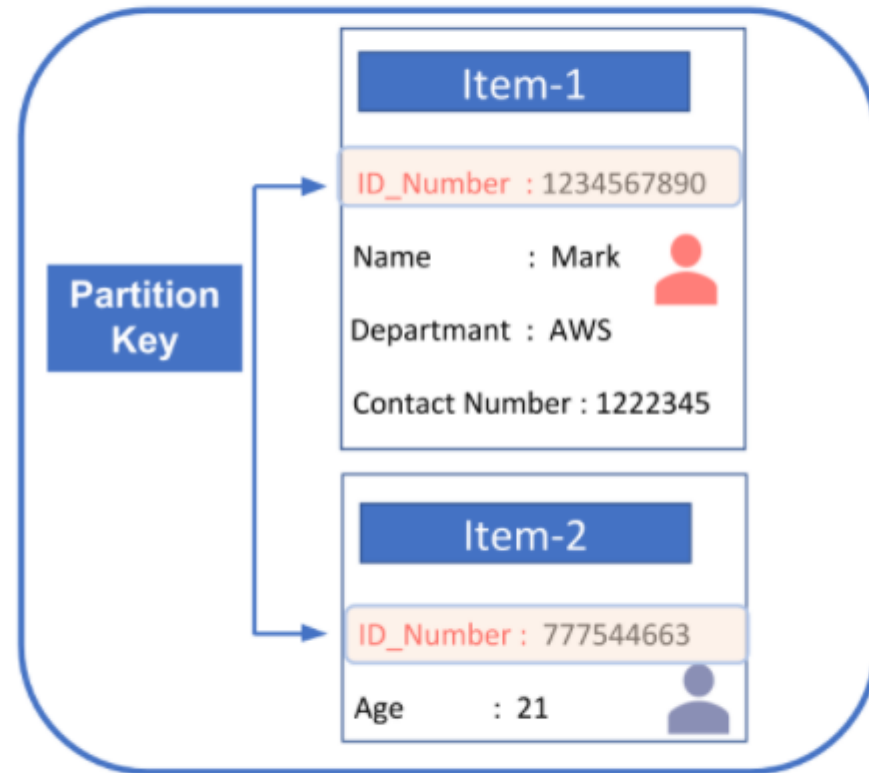 Item-1
ID_Number : 1234567890
Name : Mark
Departmant : AWS
Contact Number : 1222345
Partition
Key
Item-2
ID_Number : 777544663
Age : 21